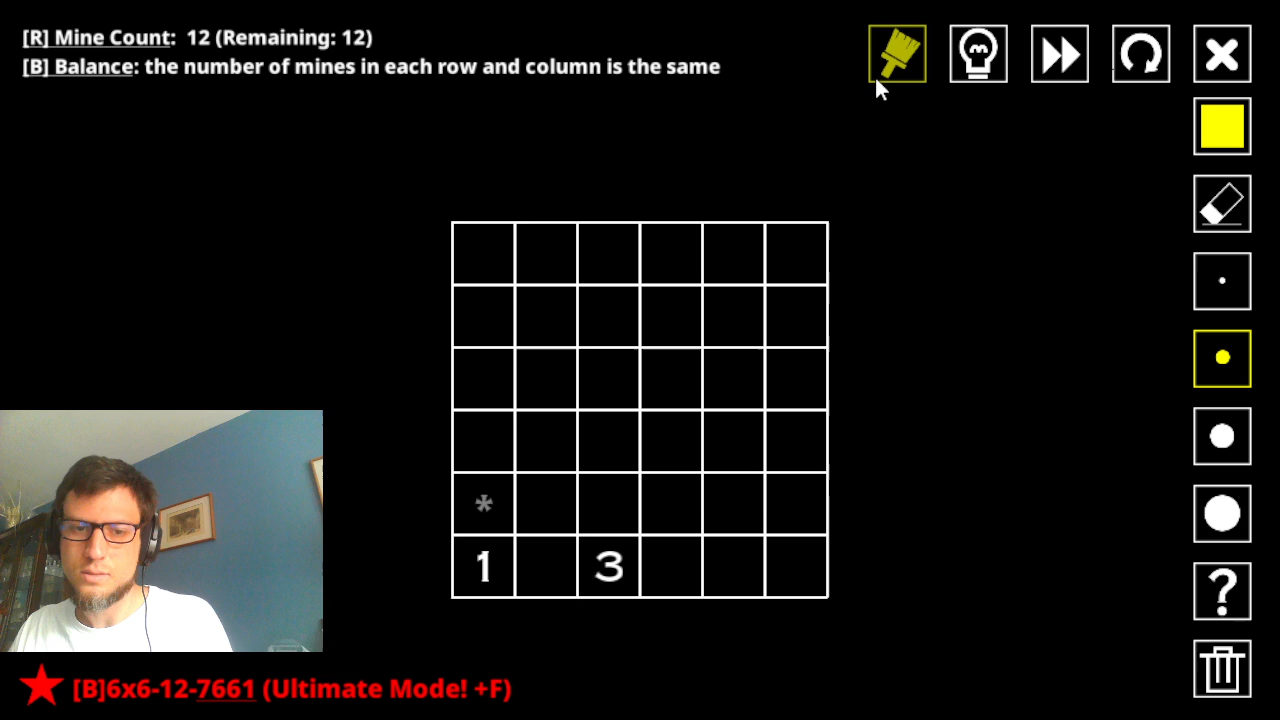 [R] Mine Count: 12 (Remaining: 12)
[B] Balance: the number of mines in each row and column is the same
*
1 3
?
[B]6x6-12-7661 (Ultimate Mode! +F)